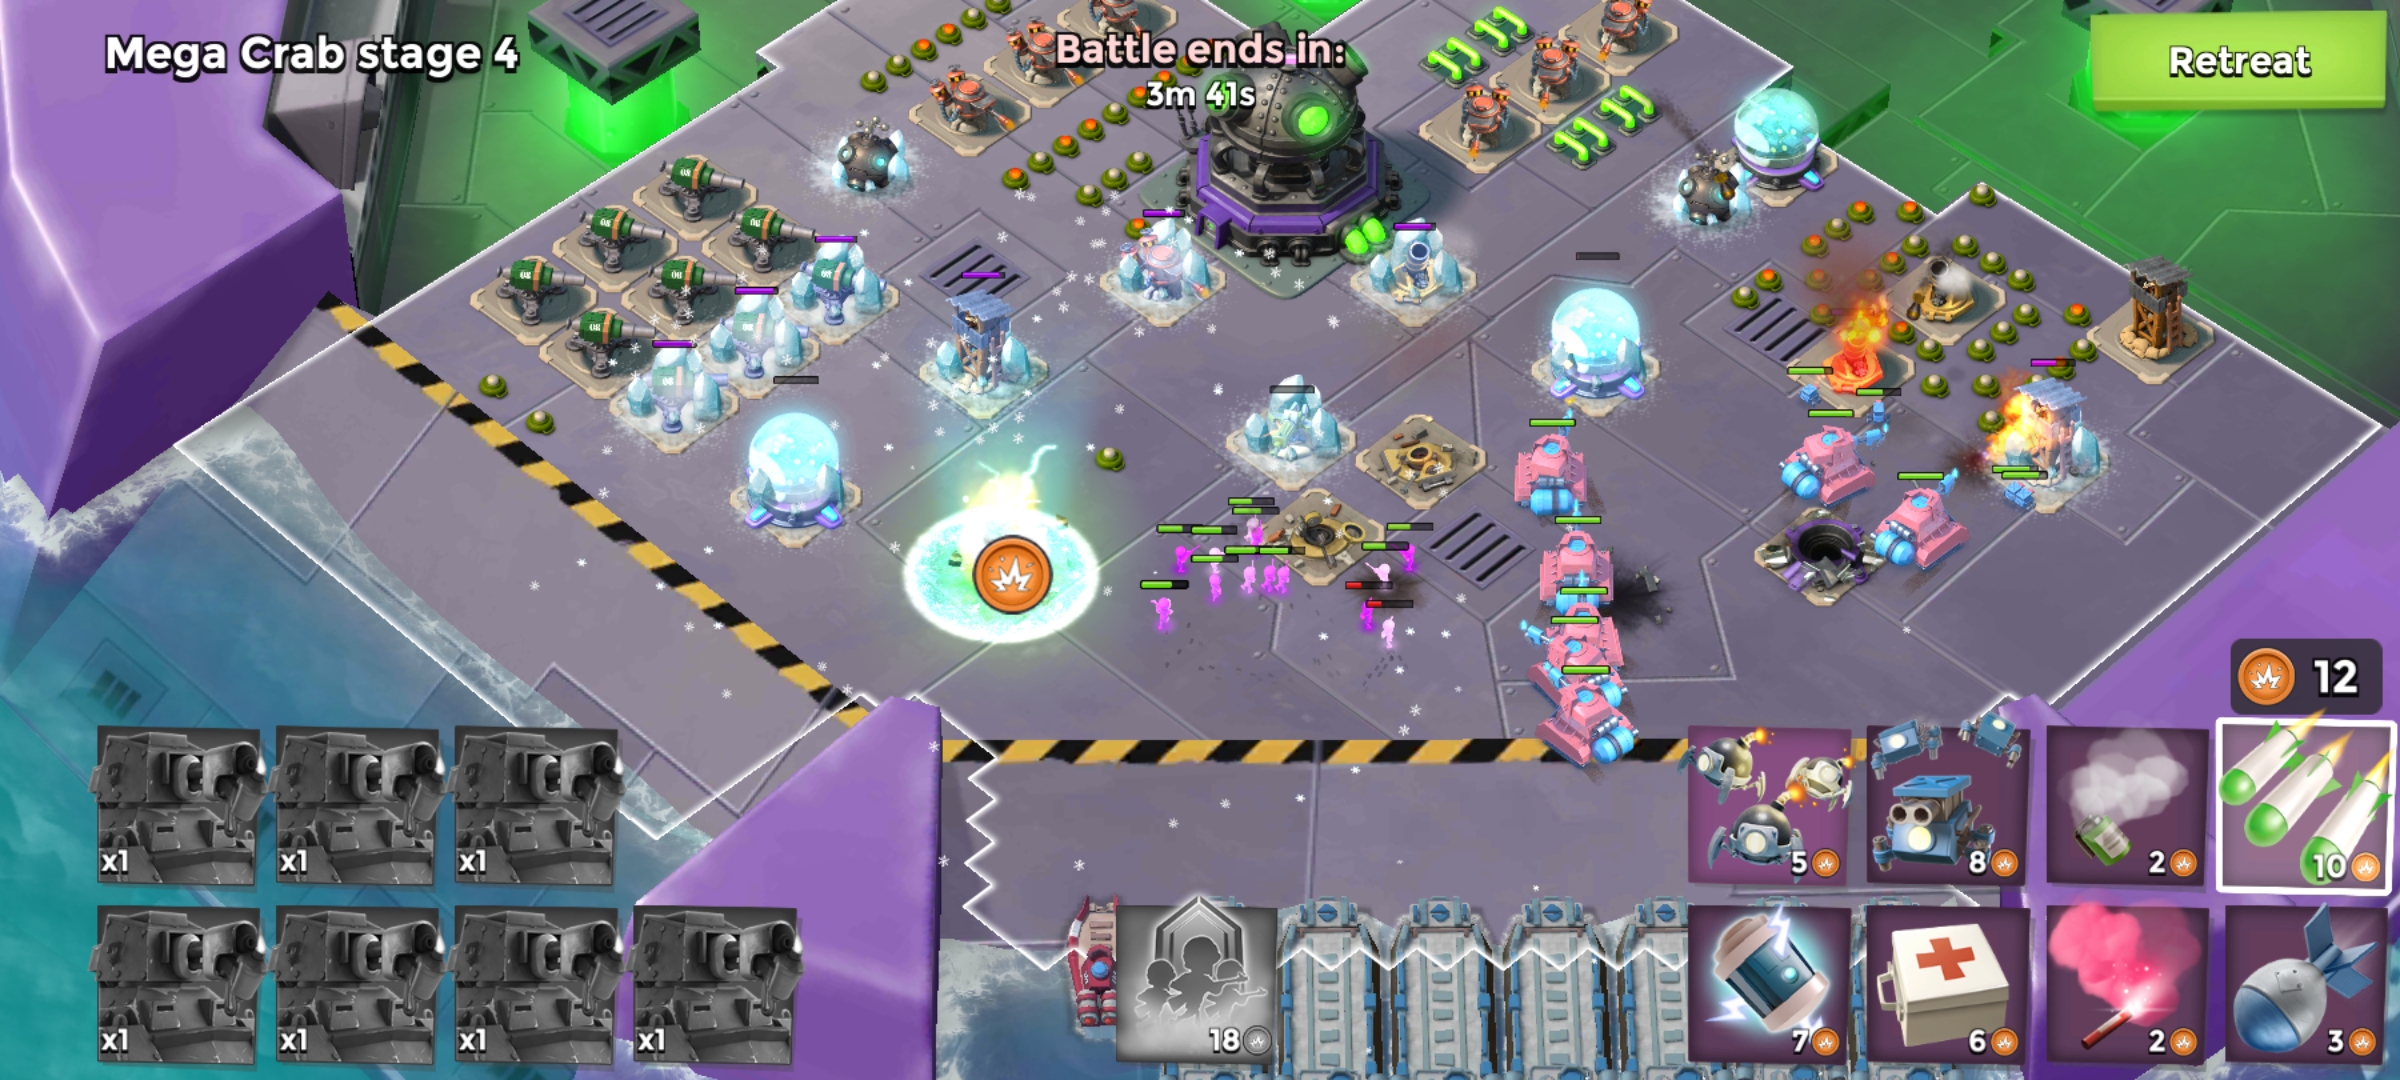 Mega Crab stage 4
Battle ends in:
3m 41s
Retreat
12
x1
x1
x1
5
8
2
10
x1
x1
x1
x1
18
7
6
2
3